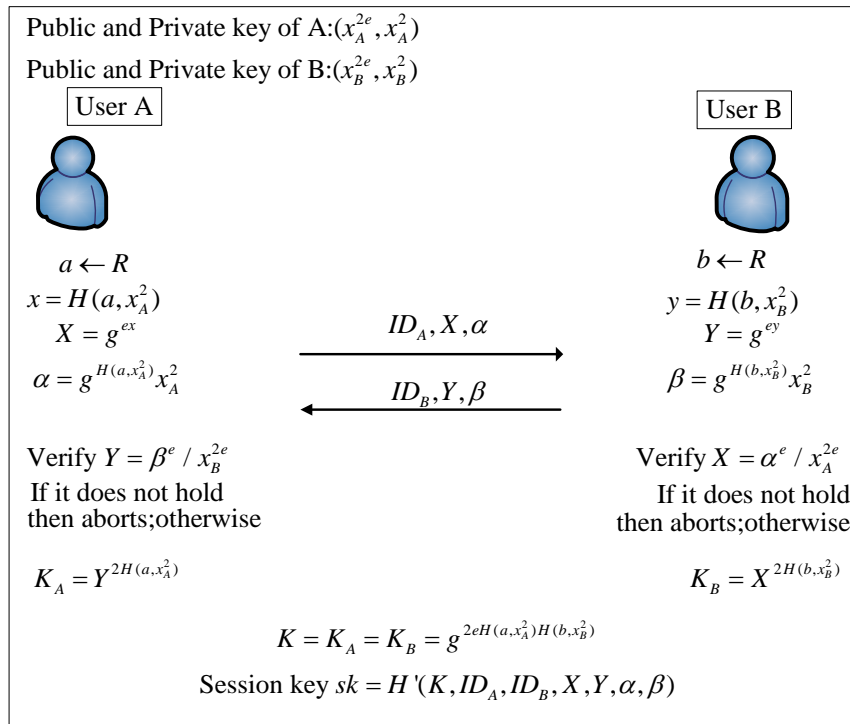 Public and Private key of A:(x_A^{2e}, x_A^2)
Public and Private key of B:(x_B^{2e}, x_B^2)
User A
User B
a ← R
b ← R
x = H(a, x_A^2)
y = H(b, x_B^2)
X = g^{ex}
Y = g^{ey}
ID_A, X, α
α = g^{H(a, x_A^2)} x_A^2
β = g^{H(b, x_B^2)} x_B^2
ID_B, Y, β
Verify Y = β^e / x_B^{2e}
Verify X = α^e / x_A^{2e}
If it does not hold
If it does not hold
then aborts;otherwise
then aborts;otherwise
K_A = Y^{2H(a, x_A^2)}
K_B = X^{2H(b, x_B^2)}
K = K_A = K_B = g^{2eH(a, x_A^2)H(b, x_B^2)}
Session key sk = H '(K, ID_A, ID_B, X, Y, α, β)